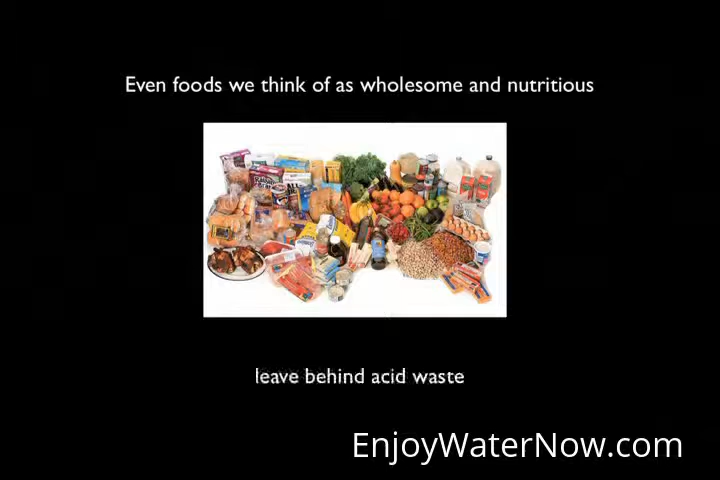 Even foods we think of as wholesome and nutritious
leave behind acid waste
EnjoyWaterNow.com